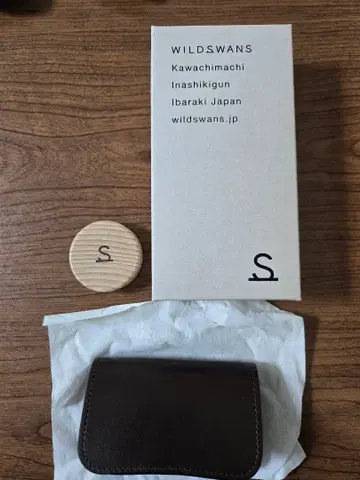 WILDSWANS
Kawachimachi
Inashikigun
Ibaraki Japan
wildswans.jp
S
S